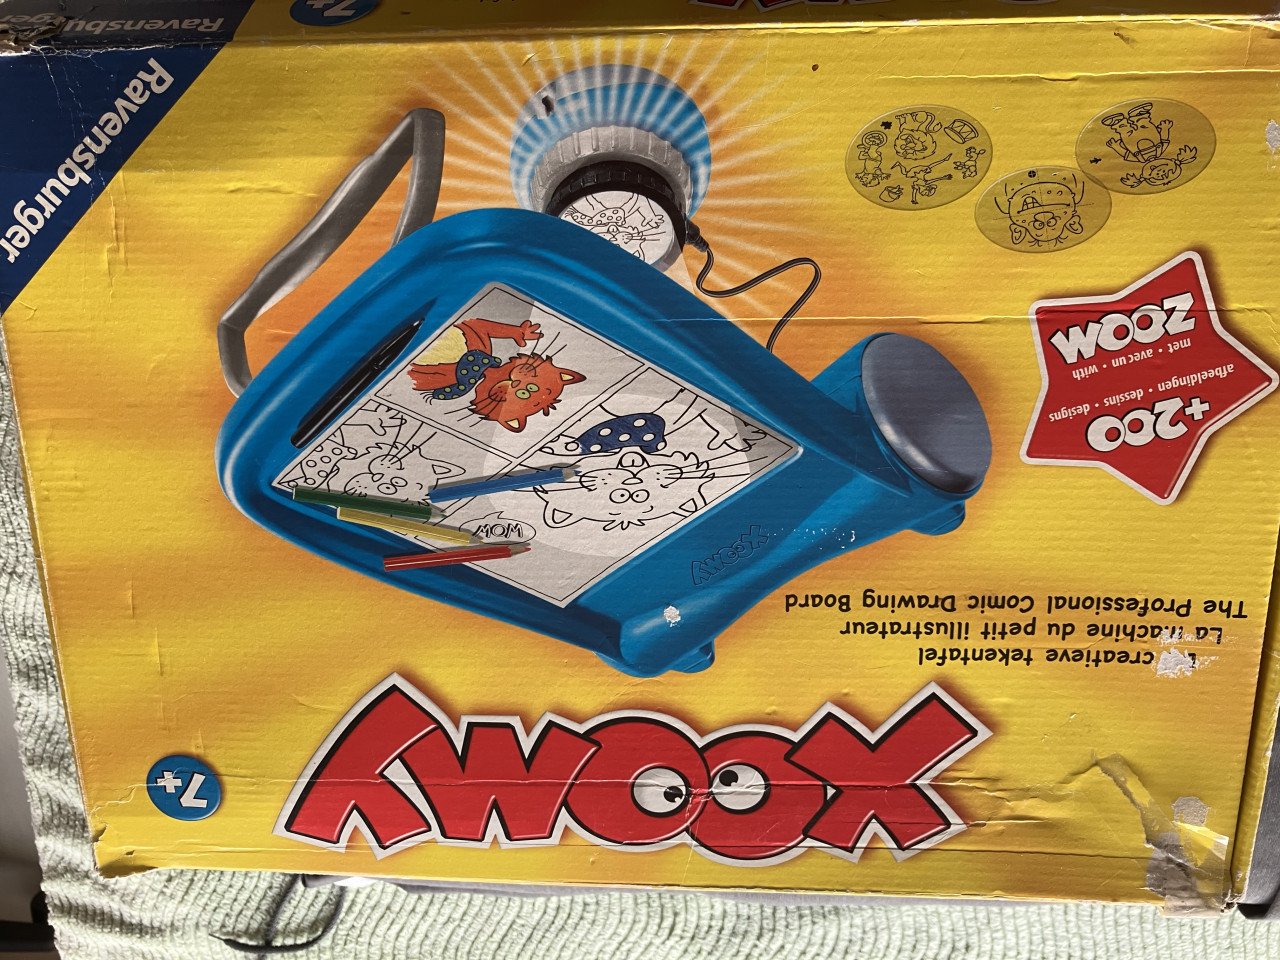 XOOMY
7+
creatieve tekentafel
La machine du petit illustrateur
The Professional Comic Drawing Board
+200
afbeeldingen • dessins • designs
met • avec un • with
ZOOM
XOOMY
WOW
Ravensburger
Ravensburger
7+